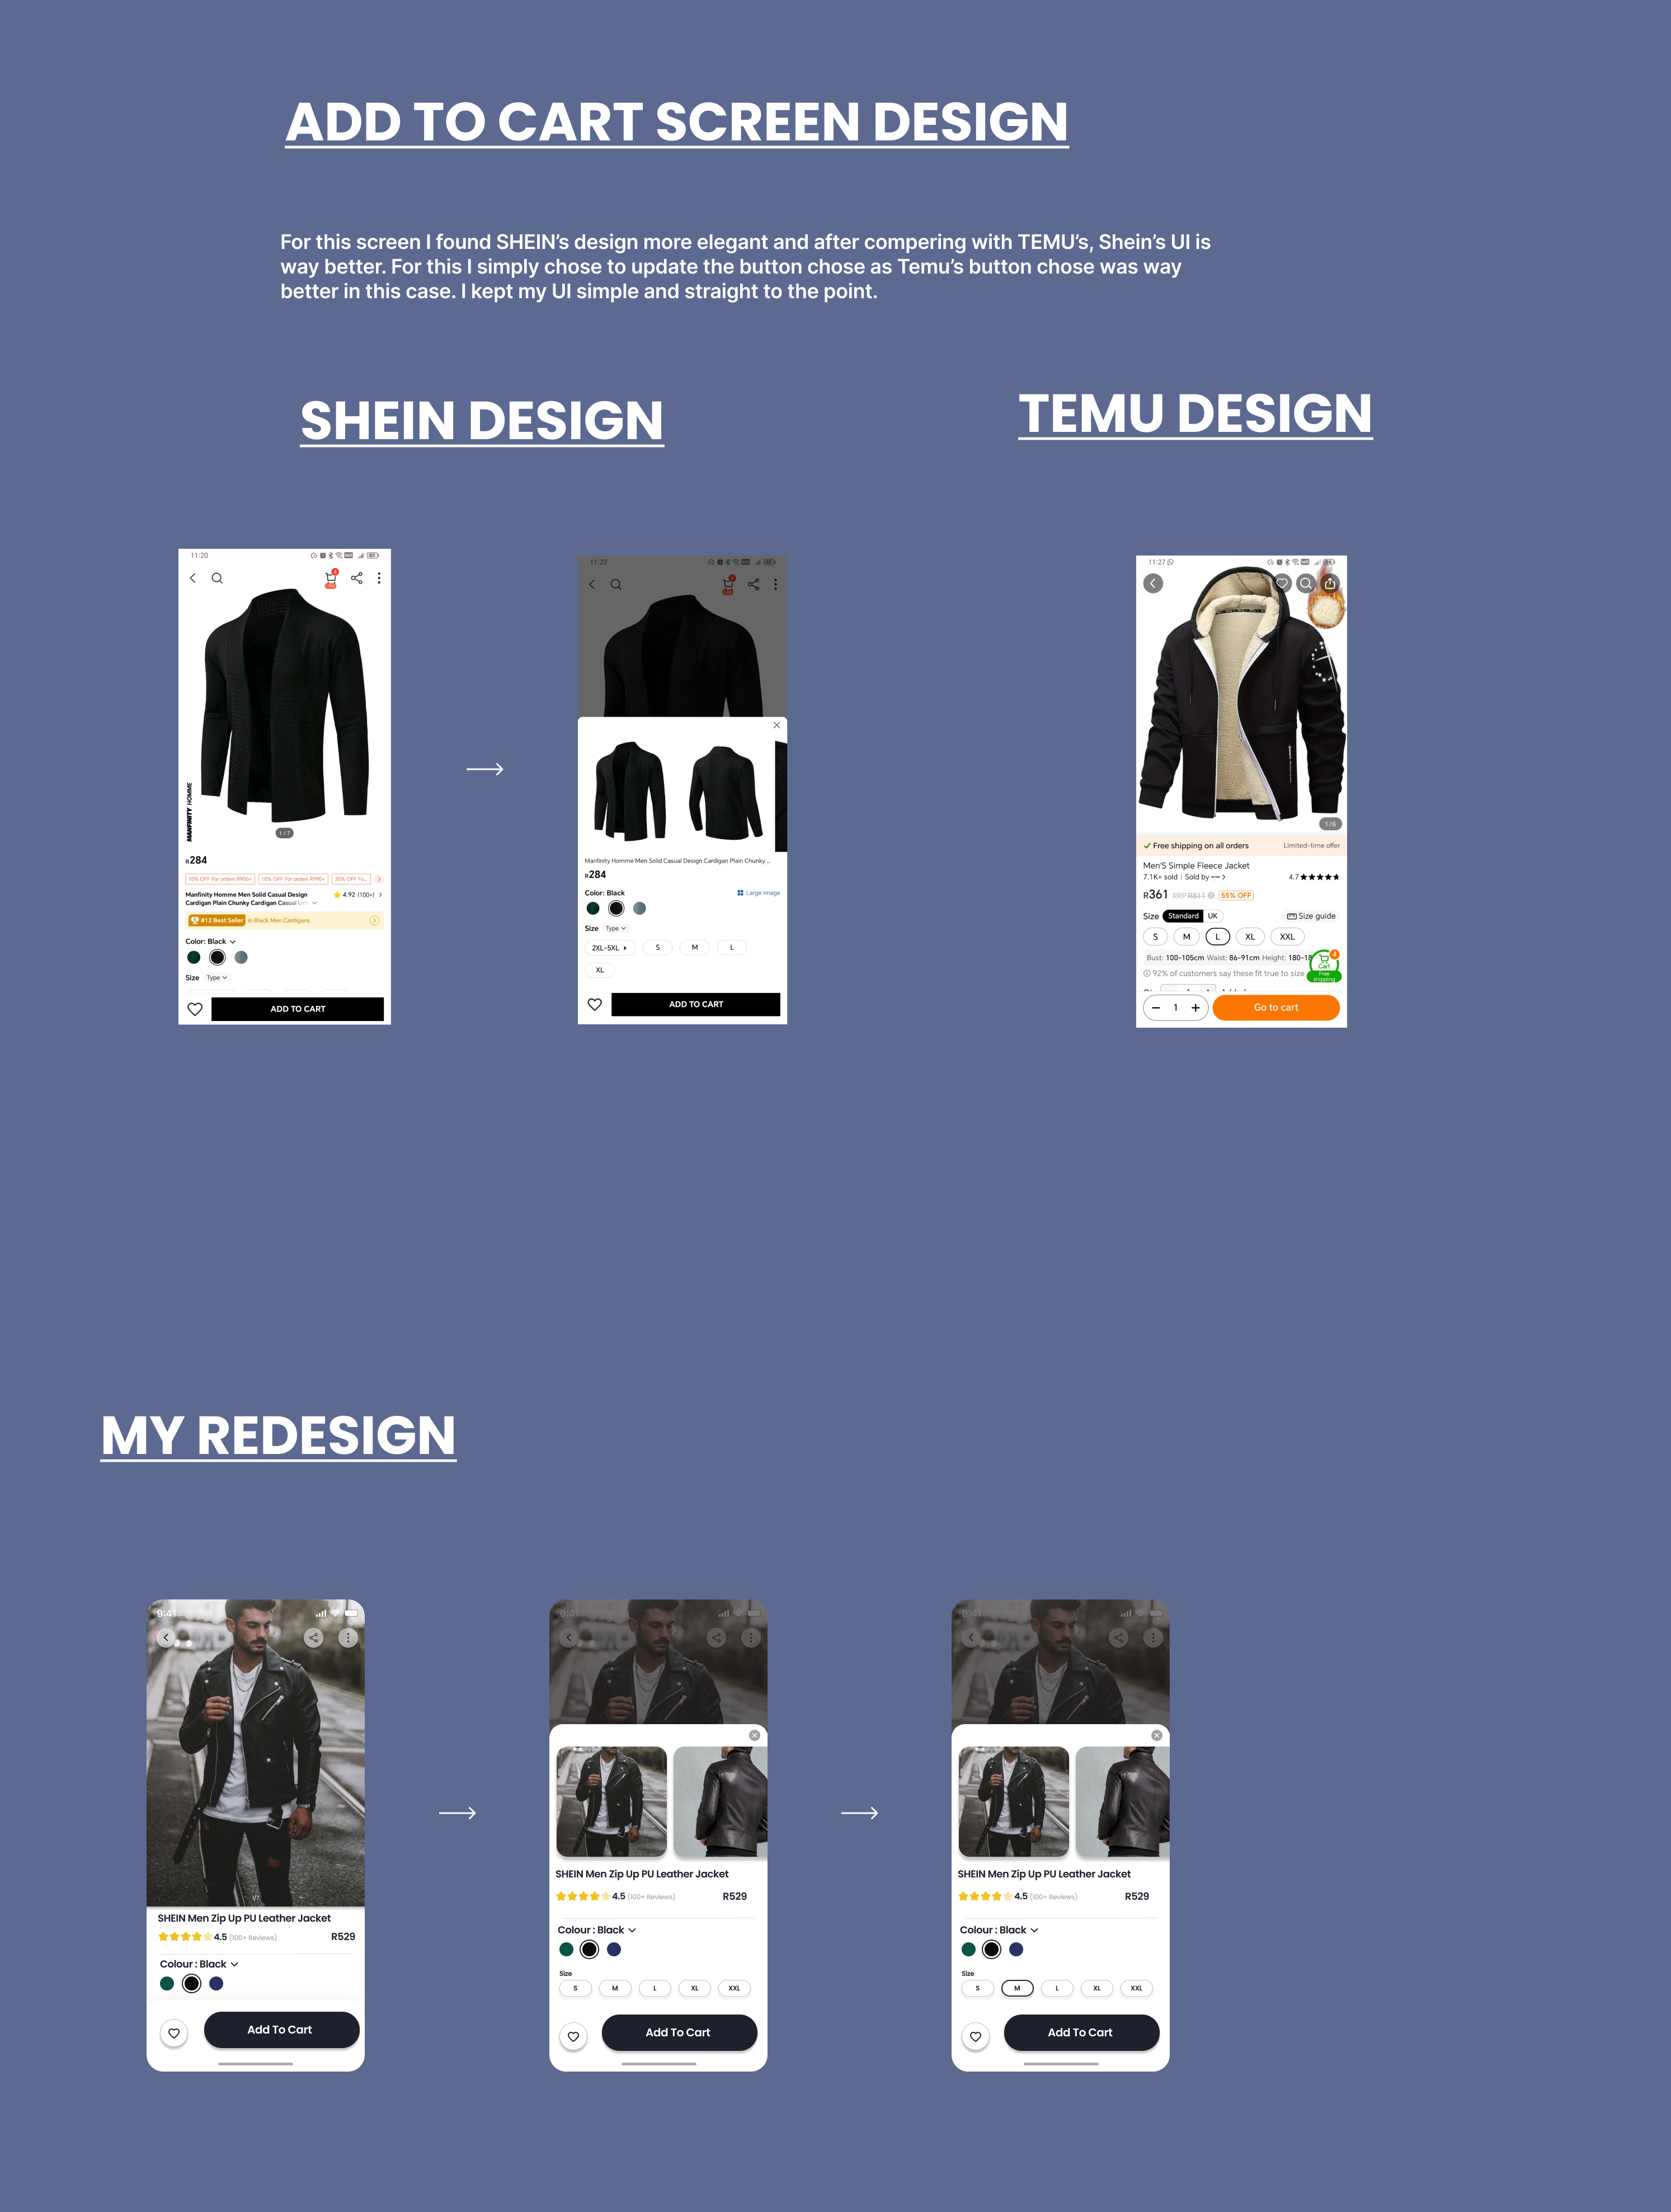 ADD TO CART SCREEN DESIGN
For this screen I found SHEIN's design more elegant and after compering with TEMU's, Shein's UI is
way better. For this I simply chose to update the button chose as Temu's button chose was way
better in this case. I kept my UI simple and straight to the point.
SHEIN DESIGN
TEMU DESIGN
11:20
MANFINITY HOMME
1/7
R284
10% OFF For orders R900+
10% OFF For orders R990+
20% OFF Fo...
Manfinity Homme Men Solid Casual Design
Cardigan Plain Chunky Cardigan Casual
4.92 (100+)
#12 Best Seller
in Black Men Cardigans
Color: Black
Size Type
ADD TO CART
11:20
Manfinity Homme Men Solid Casual Design Cardigan Plain Chunky ...
R284
Color: Black
Large image
Size Type
2XL-5XL
S
M
L
XL
ADD TO CART
11:27
1/6
Free shipping on all orders
Limited-time offer
Men'S Simple Fleece Jacket
7.1K+ sold | Sold by
4.7
R361 RRP R811 55% OFF
Size Standard UK
Size guide
S
M
L
XL
XXL
Bust: 100-105cm Waist: 86-91cm Height: 180-18
92% of customers say these fit true to size
4
Cart
Free
shipping
1
Go to cart
MY REDESIGN
9:41
1/7
SHEIN Men Zip Up PU Leather Jacket
4.5 (100+ Reviews)
R529
Colour : Black
Add To Cart
9:41
SHEIN Men Zip Up PU Leather Jacket
4.5 (100+ Reviews)
R529
Colour : Black
Size
S
M
L
XL
XXL
Add To Cart
9:41
SHEIN Men Zip Up PU Leather Jacket
4.5 (100+ Reviews)
R529
Colour : Black
Size
S
M
L
XL
XXL
Add To Cart